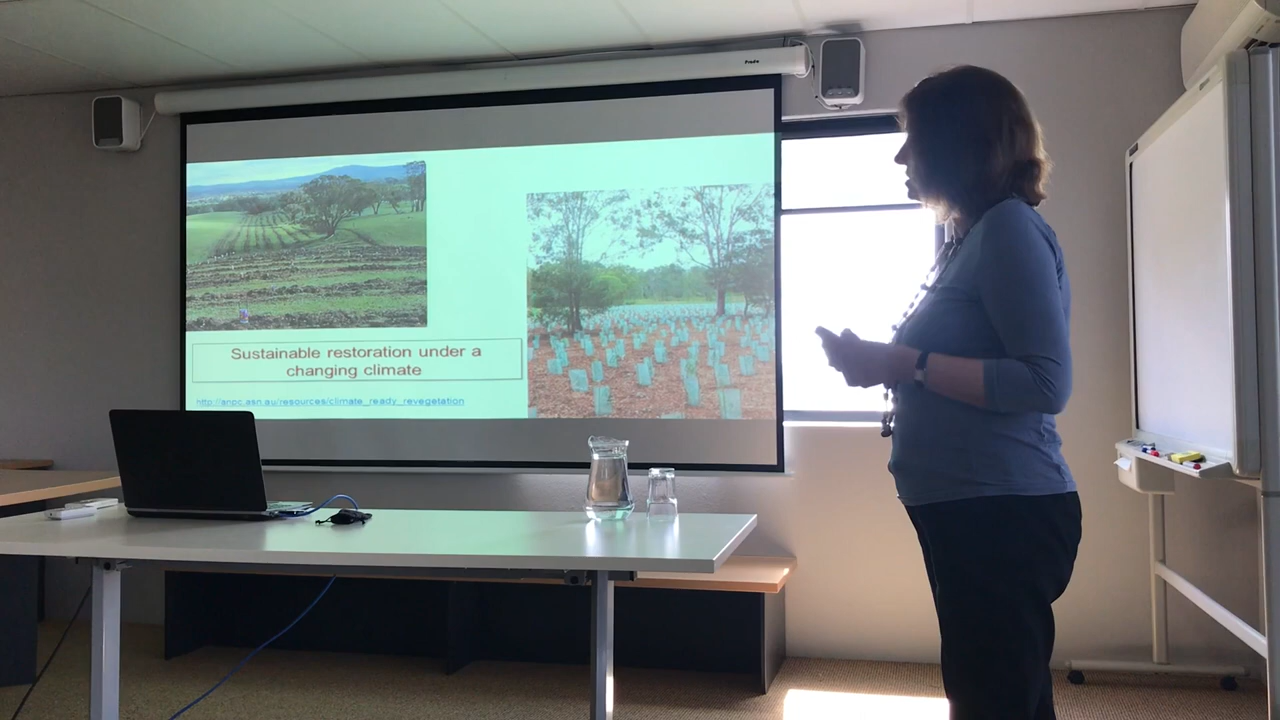 Sustainable restoration under a
changing climate
http://anpc.asn.au/resources/climate_ready_revegetation